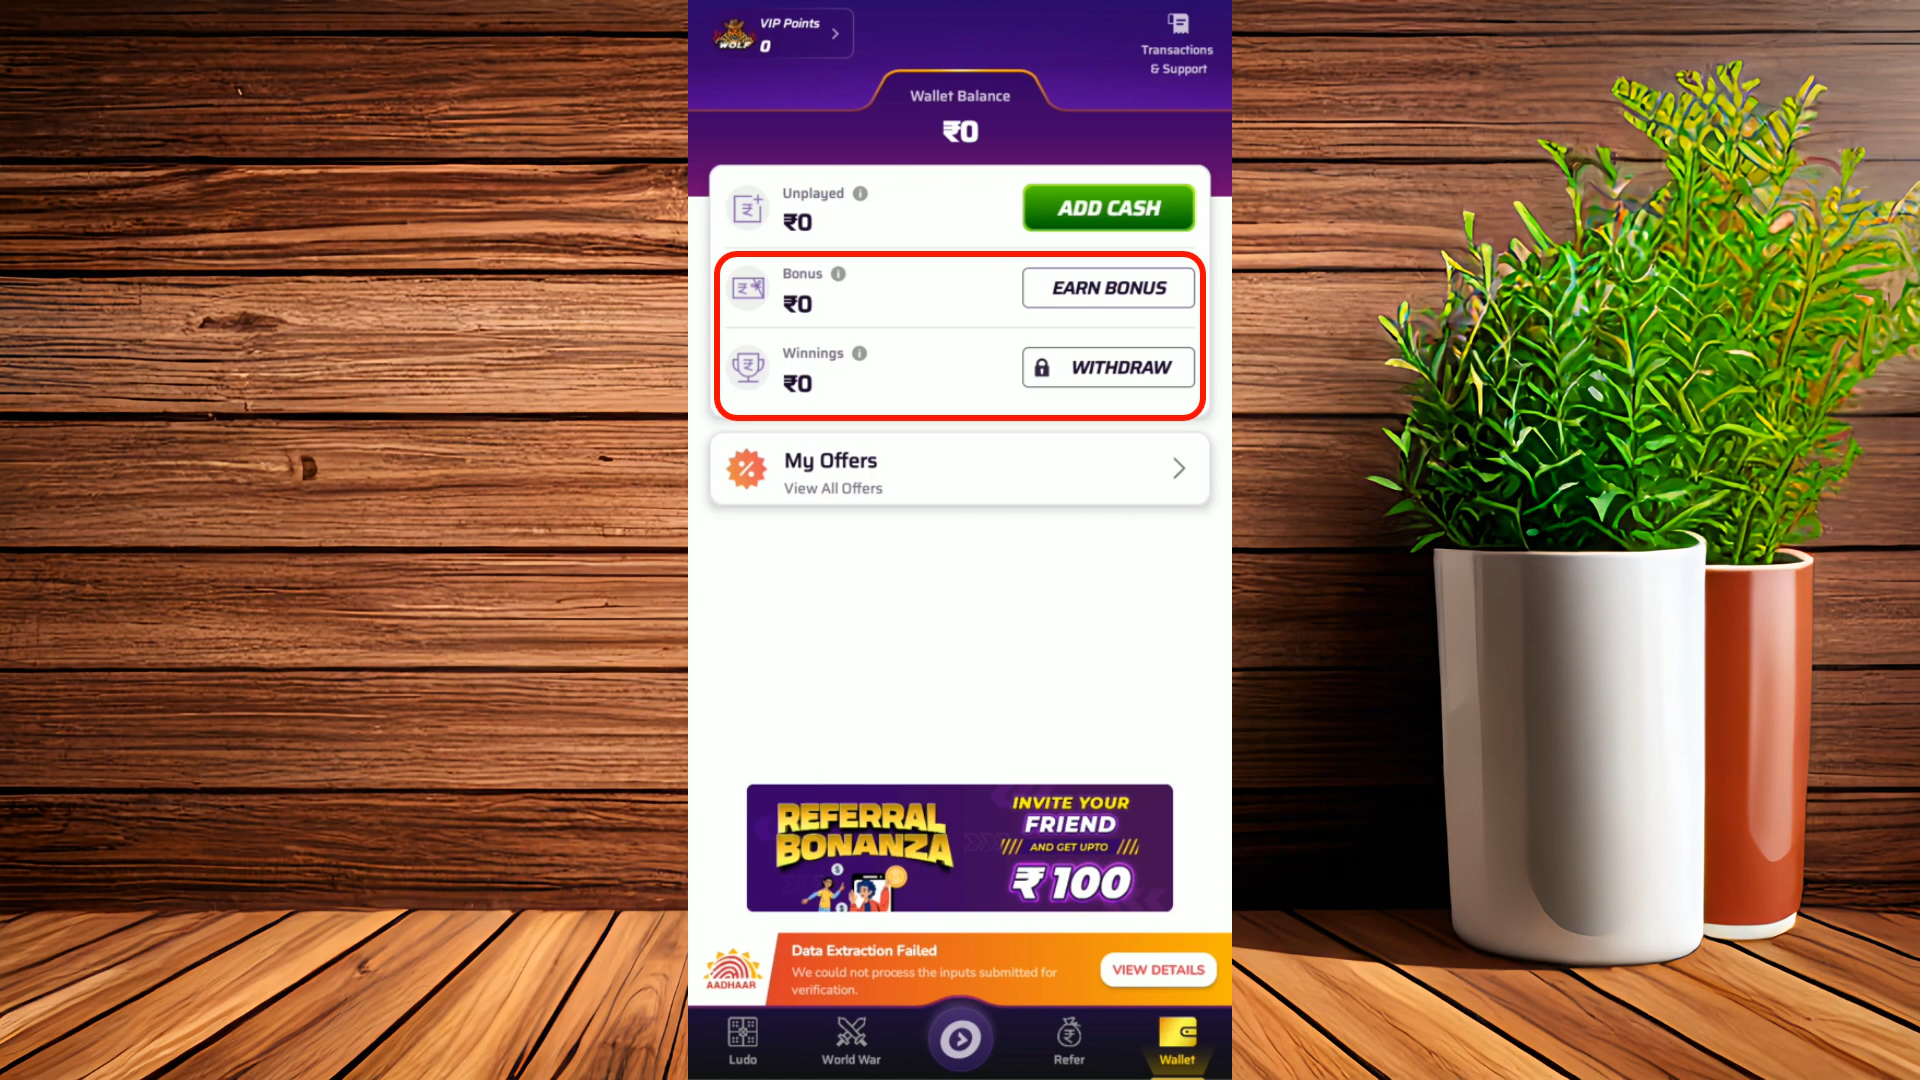 VIP Points
WOLF
0
Transactions
& Support
Wallet Balance
₹0
Unplayed
₹0
ADD CASH
Bonus
₹0
EARN BONUS
Winnings
₹0
WITHDRAW
My Offers
View All Offers
REFERRAL
BONANZA
INVITE YOUR
FRIEND
AND GET UPTO
₹100
AADHAAR
Data Extraction Failed
We could not process the inputs submitted for
verification.
VIEW DETAILS
Ludo
World War
Refer
Wallet